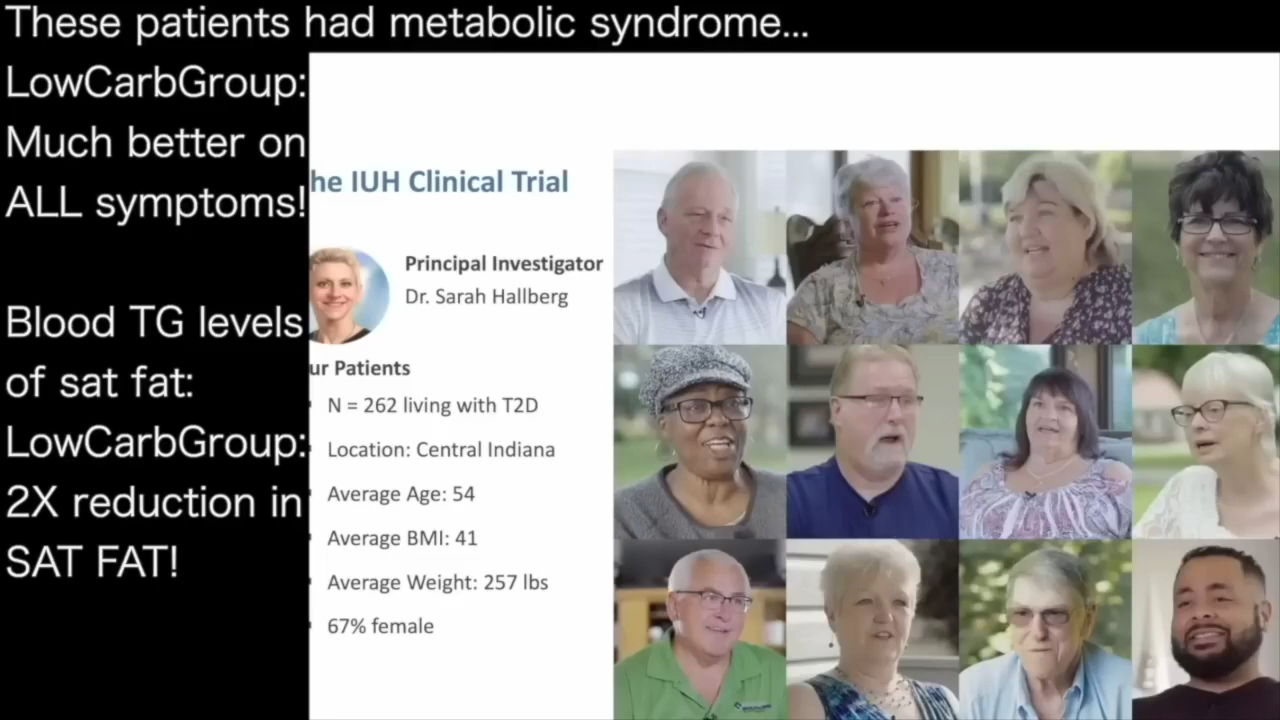 These patients had metabolic syndrome...
LowCarbGroup:
Much better on
ALL symptoms!
Blood TG levels
of sat fat:
LowCarbGroup:
2X reduction in
SAT FAT!
he IUH Clinical Trial
Principal Investigator
Dr. Sarah Hallberg
ur Patients
N = 262 living with T2D
Location: Central Indiana
Average Age: 54
Average BMI: 41
Average Weight: 257 lbs
67% female